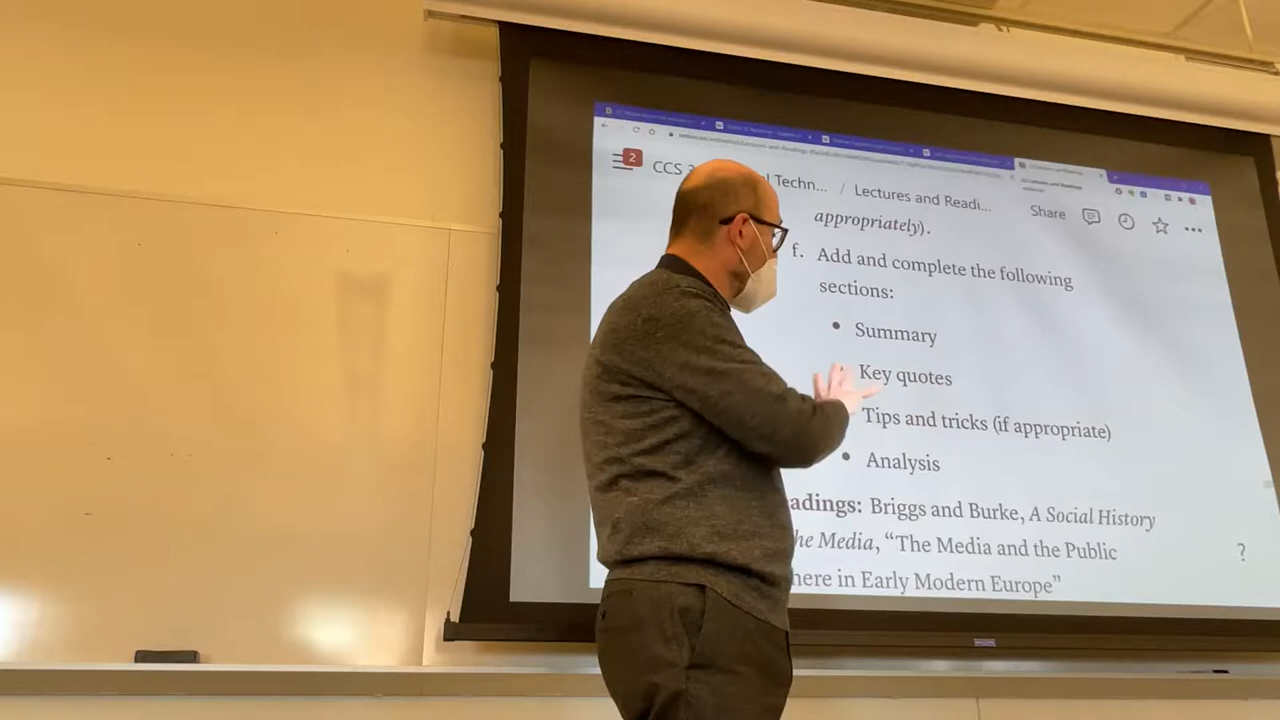 2
CCS
l Techn... / Lectures and Readi...
Share
appropriately).
f. Add and complete the following
sections:
• Summary
Key quotes
Tips and tricks (if appropriate)
• Analysis
adings: Briggs and Burke, A Social History
he Media, “The Media and the Public
here in Early Modern Europe”
?